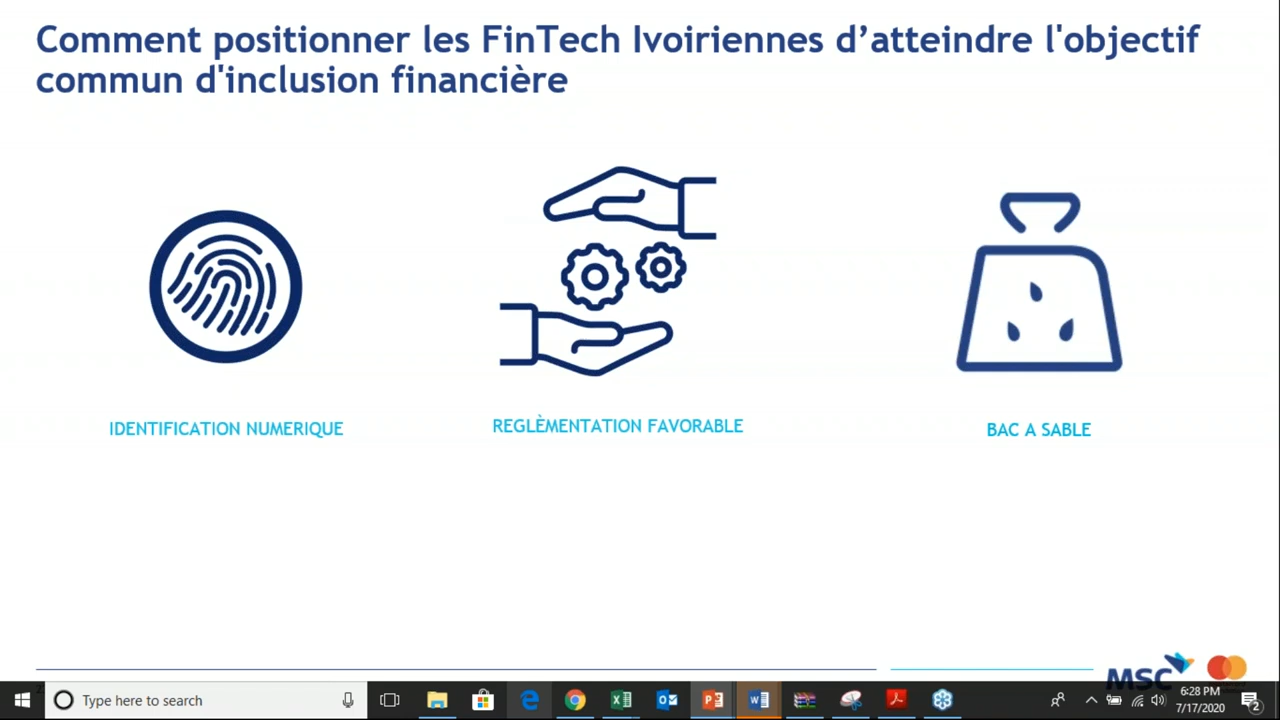 Comment positionner les FinTech Ivoiriennes d’atteindre l'objectif
commun d'inclusion financière
IDENTIFICATION NUMERIQUE
REGLÈMENTATION FAVORABLE
BAC A SABLE
MSC
Type here to search
6:28 PM
7/17/2020
2